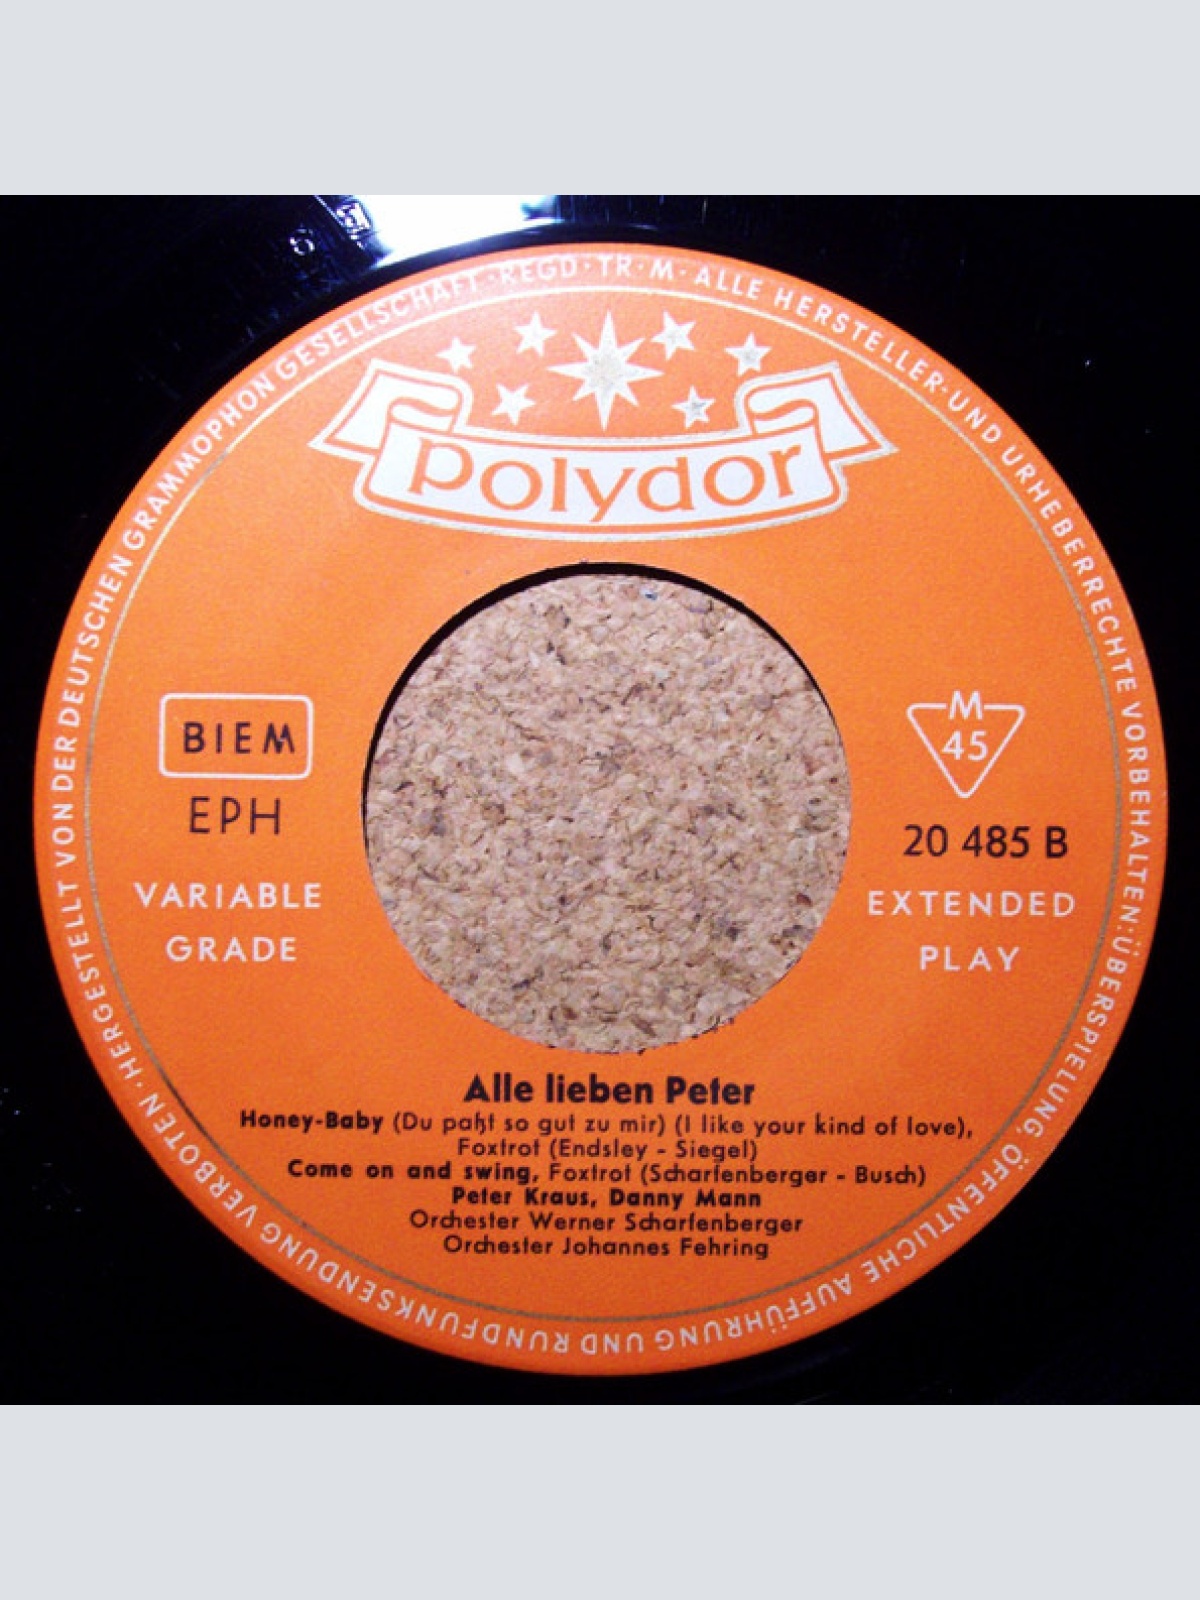 HERGESTELLT VON DER DEUTSCHEN GRAMMOPHON GESELLSCHAFT · REGD · TR · M · ALLE HERSTELLER- UND URHEBERRECHTE VORBEHALTEN: ÜBERSPIELUNG, ÖFFENTLICHE AUFFÜHRUNG UND RUNDFUNKSENDUNG VERBOTEN ·
polydor
BIEM
EPH
VARIABLE
GRADE
M
45
20 485 B
EXTENDED
PLAY
Alle lieben Peter
Honey-Baby (Du paßt so gut zu mir) (I like your kind of love),
Foxtrot (Endsley - Siegel)
Come on and swing, Foxtrot (Scharfenberger - Busch)
Peter Kraus, Danny Mann
Orchester Werner Scharfenberger
Orchester Johannes Fehring